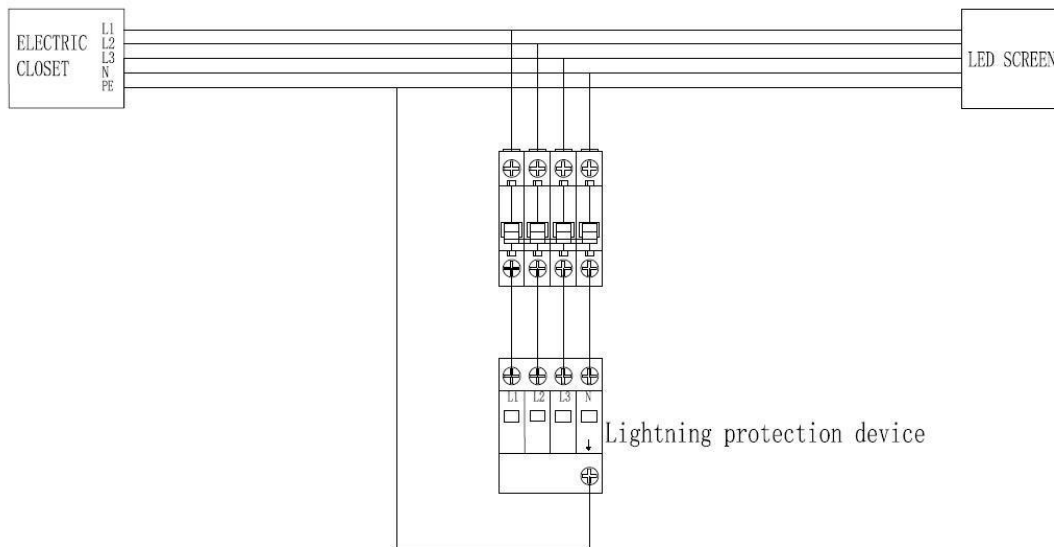 ELECTRIC
CLOSET
L1
L2
L3
N
PE
LED SCREEN
L1 L2 L3 N
Lightning protection device